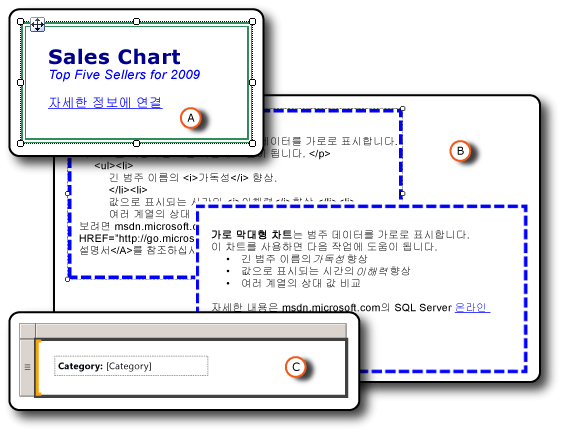 Sales Chart
Top Five Sellers for 2009
자세한 정보에 연결
A
B
데이터를 가로로 표시합니다.
됩니다. </p>
<ul><li>
긴 범주 이름의 <i>가독성</i> 향상.
</li><li>
값으로 표시되는 시간의 <i>이해력</i> 향상 </li><li>
여러 계열의 상대
보려면 msdn.microsoft.c
HREF="http://go.micros
설명서</A>를 참조하십시
가로 막대형 차트는 범주 데이터를 가로로 표시합니다.
이 차트를 사용하면 다음 작업에 도움이 됩니다.
• 긴 범주 이름의가독성향상
• 값으로 표시되는 시간의이해력향상
• 여러 계열의 상대 값 비교
자세한 내용은 msdn.microsoft.com의 SQL Server 온라인
Category: [Category]
C